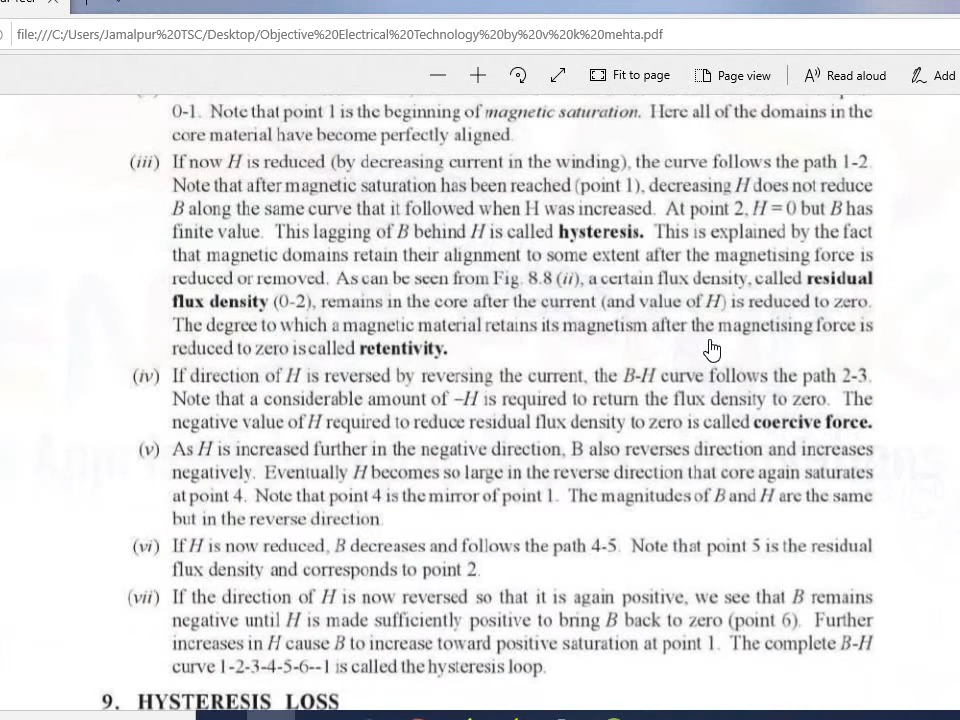 file:///C:/Users/Jamalpur%20TSC/Desktop/Objective%20Electrical%20Technology%20by%20v%20k%20mehta.pdf
Fit to page Page view Read aloud Add
0-1. Note that point 1 is the beginning of magnetic saturation. Here all of the domains in the
core material have become perfectly aligned.
(iii) If now H is reduced (by decreasing current in the winding), the curve follows the path 1-2.
Note that after magnetic saturation has been reached (point 1), decreasing H does not reduce
B along the same curve that it followed when H was increased. At point 2, H = 0 but B has
finite value. This lagging of B behind H is called hysteresis. This is explained by the fact
that magnetic domains retain their alignment to some extent after the magnetising force is
reduced or removed. As can be seen from Fig. 8.8 (ii), a certain flux density, called residual
flux density (0-2), remains in the core after the current (and value of H) is reduced to zero.
The degree to which a magnetic material retains its magnetism after the magnetising force is
reduced to zero is called retentivity.
(iv) If direction of H is reversed by reversing the current, the B-H curve follows the path 2-3.
Note that a considerable amount of –H is required to return the flux density to zero. The
negative value of H required to reduce residual flux density to zero is called coercive force.
(v) As H is increased further in the negative direction, B also reverses direction and increases
negatively. Eventually H becomes so large in the reverse direction that core again saturates
at point 4. Note that point 4 is the mirror of point 1. The magnitudes of B and H are the same
but in the reverse direction.
(vi) If H is now reduced, B decreases and follows the path 4-5. Note that point 5 is the residual
flux density and corresponds to point 2.
(vii) If the direction of H is now reversed so that it is again positive, we see that B remains
negative until H is made sufficiently positive to bring B back to zero (point 6). Further
increases in H cause B to increase toward positive saturation at point 1. The complete B-H
curve 1-2-3-4-5-6--1 is called the hysteresis loop.
9. HYSTERESIS LOSS